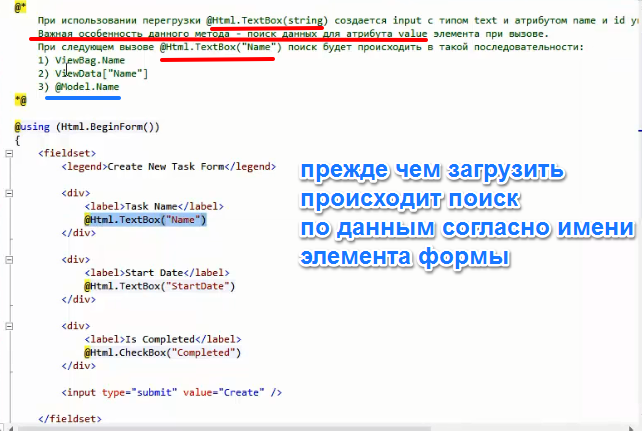 @*
При использовании перегрузки @Html.TextBox(string) создается input с типом text и атрибутом name и id
Важная особенность данного метода - поиск данных для атрибута value элемента при вызове.
При следующем вызове @Html.TextBox("Name") поиск будет происходить в такой последовательности:
1) ViewBag.Name
2) ViewData["Name"]
3) @Model.Name
*@
@using (Html.BeginForm())
{
<fieldset>
<legend>Create New Task Form</legend>
<div>
<label>Task Name</label>
@Html.TextBox("Name")
</div>
прежде чем загрузить
происходит поиск
по данным согласно имени
элемента формы
<div>
<label>Start Date</label>
@Html.TextBox("StartDate")
</div>
<div>
<label>Is Completed</label>
@Html.CheckBox("Completed")
</div>
<input type="submit" value="Create" />
</fieldset>